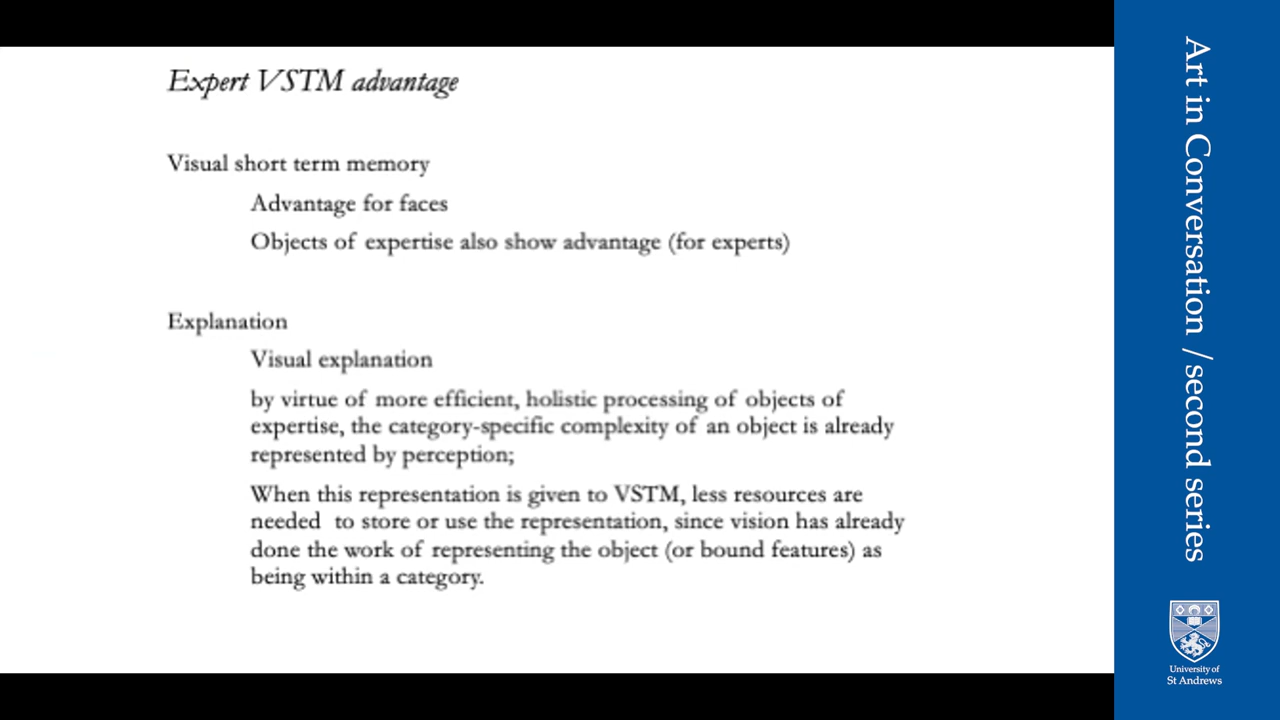 Expert VSTM advantage
Visual short term memory
Advantage for faces
Objects of expertise also show advantage (for experts)
Explanation
Visual explanation
by virtue of more efficient, holistic processing of objects of
expertise, the category-specific complexity of an object is already
represented by perception;
When this representation is given to VSTM, less resources are
needed to store or use the representation, since vision has already
done the work of representing the object (or bound features) as
being within a category.
Art in Conversation / second series
University of
St Andrews